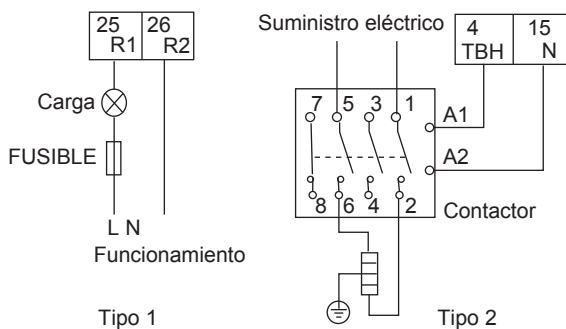 25 26
R1 R2
Carga
FUSIBLE
L N
Funcionamiento
Tipo 1
Suministro eléctrico
4 15
TBH N
7 5 3 1
A1
A2
8 6 4 2
Contactor
Tipo 2